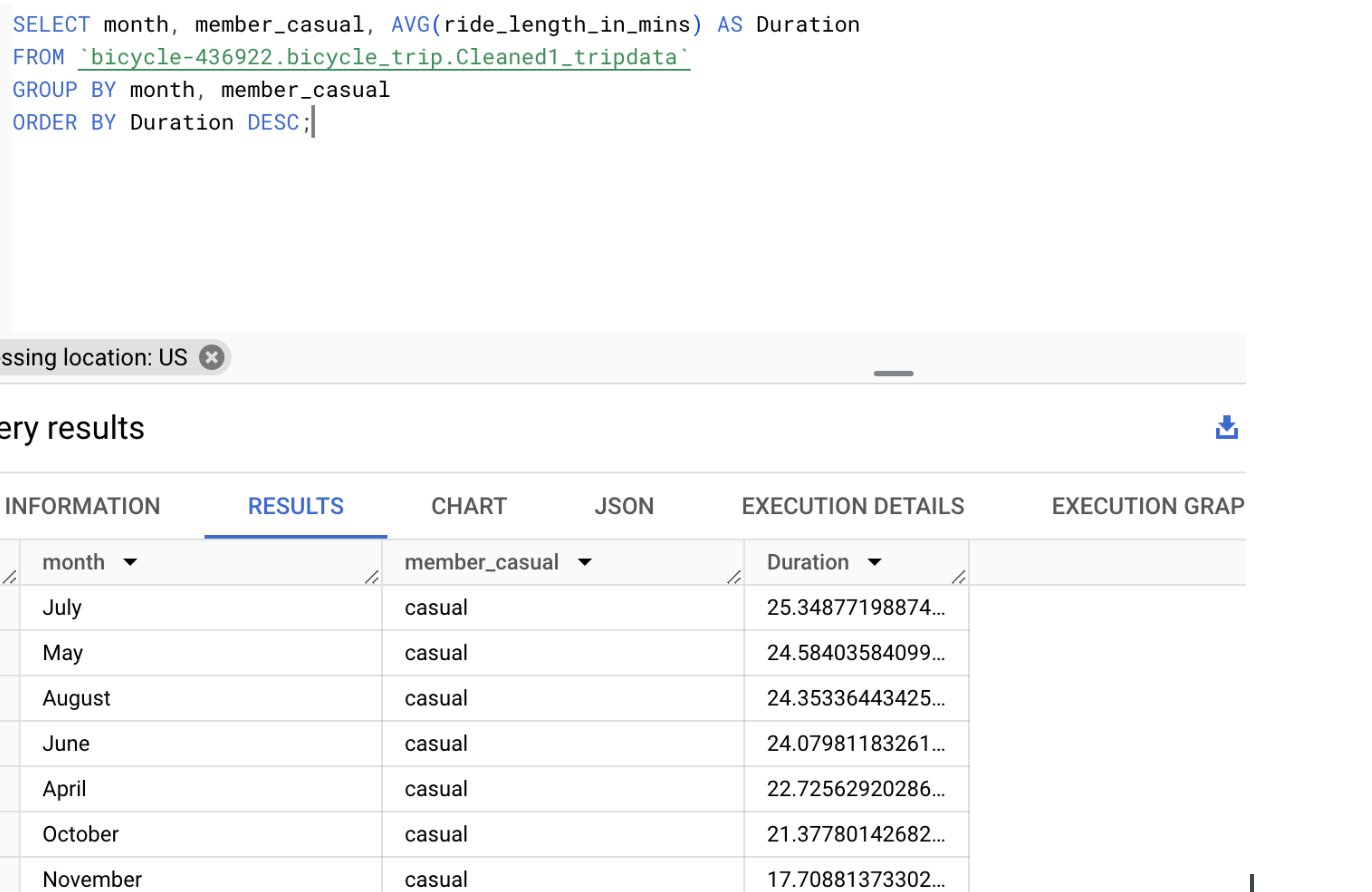 SELECT month, member_casual, AVG(ride_length_in_mins) AS Duration
FROM `bicycle-436922.bicycle_trip.Cleaned1_tripdata`
GROUP BY month, member_casual
ORDER BY Duration DESC;
ssing location: US
ery results
INFORMATION RESULTS CHART JSON EXECUTION DETAILS EXECUTION GRAP
month member_casual Duration
July casual 25.34877198874...
May casual 24.58403584099...
August casual 24.35336443425...
June casual 24.07981183261...
April casual 22.72562920286...
October casual 21.37780142682...
November casual 17.70881373302...